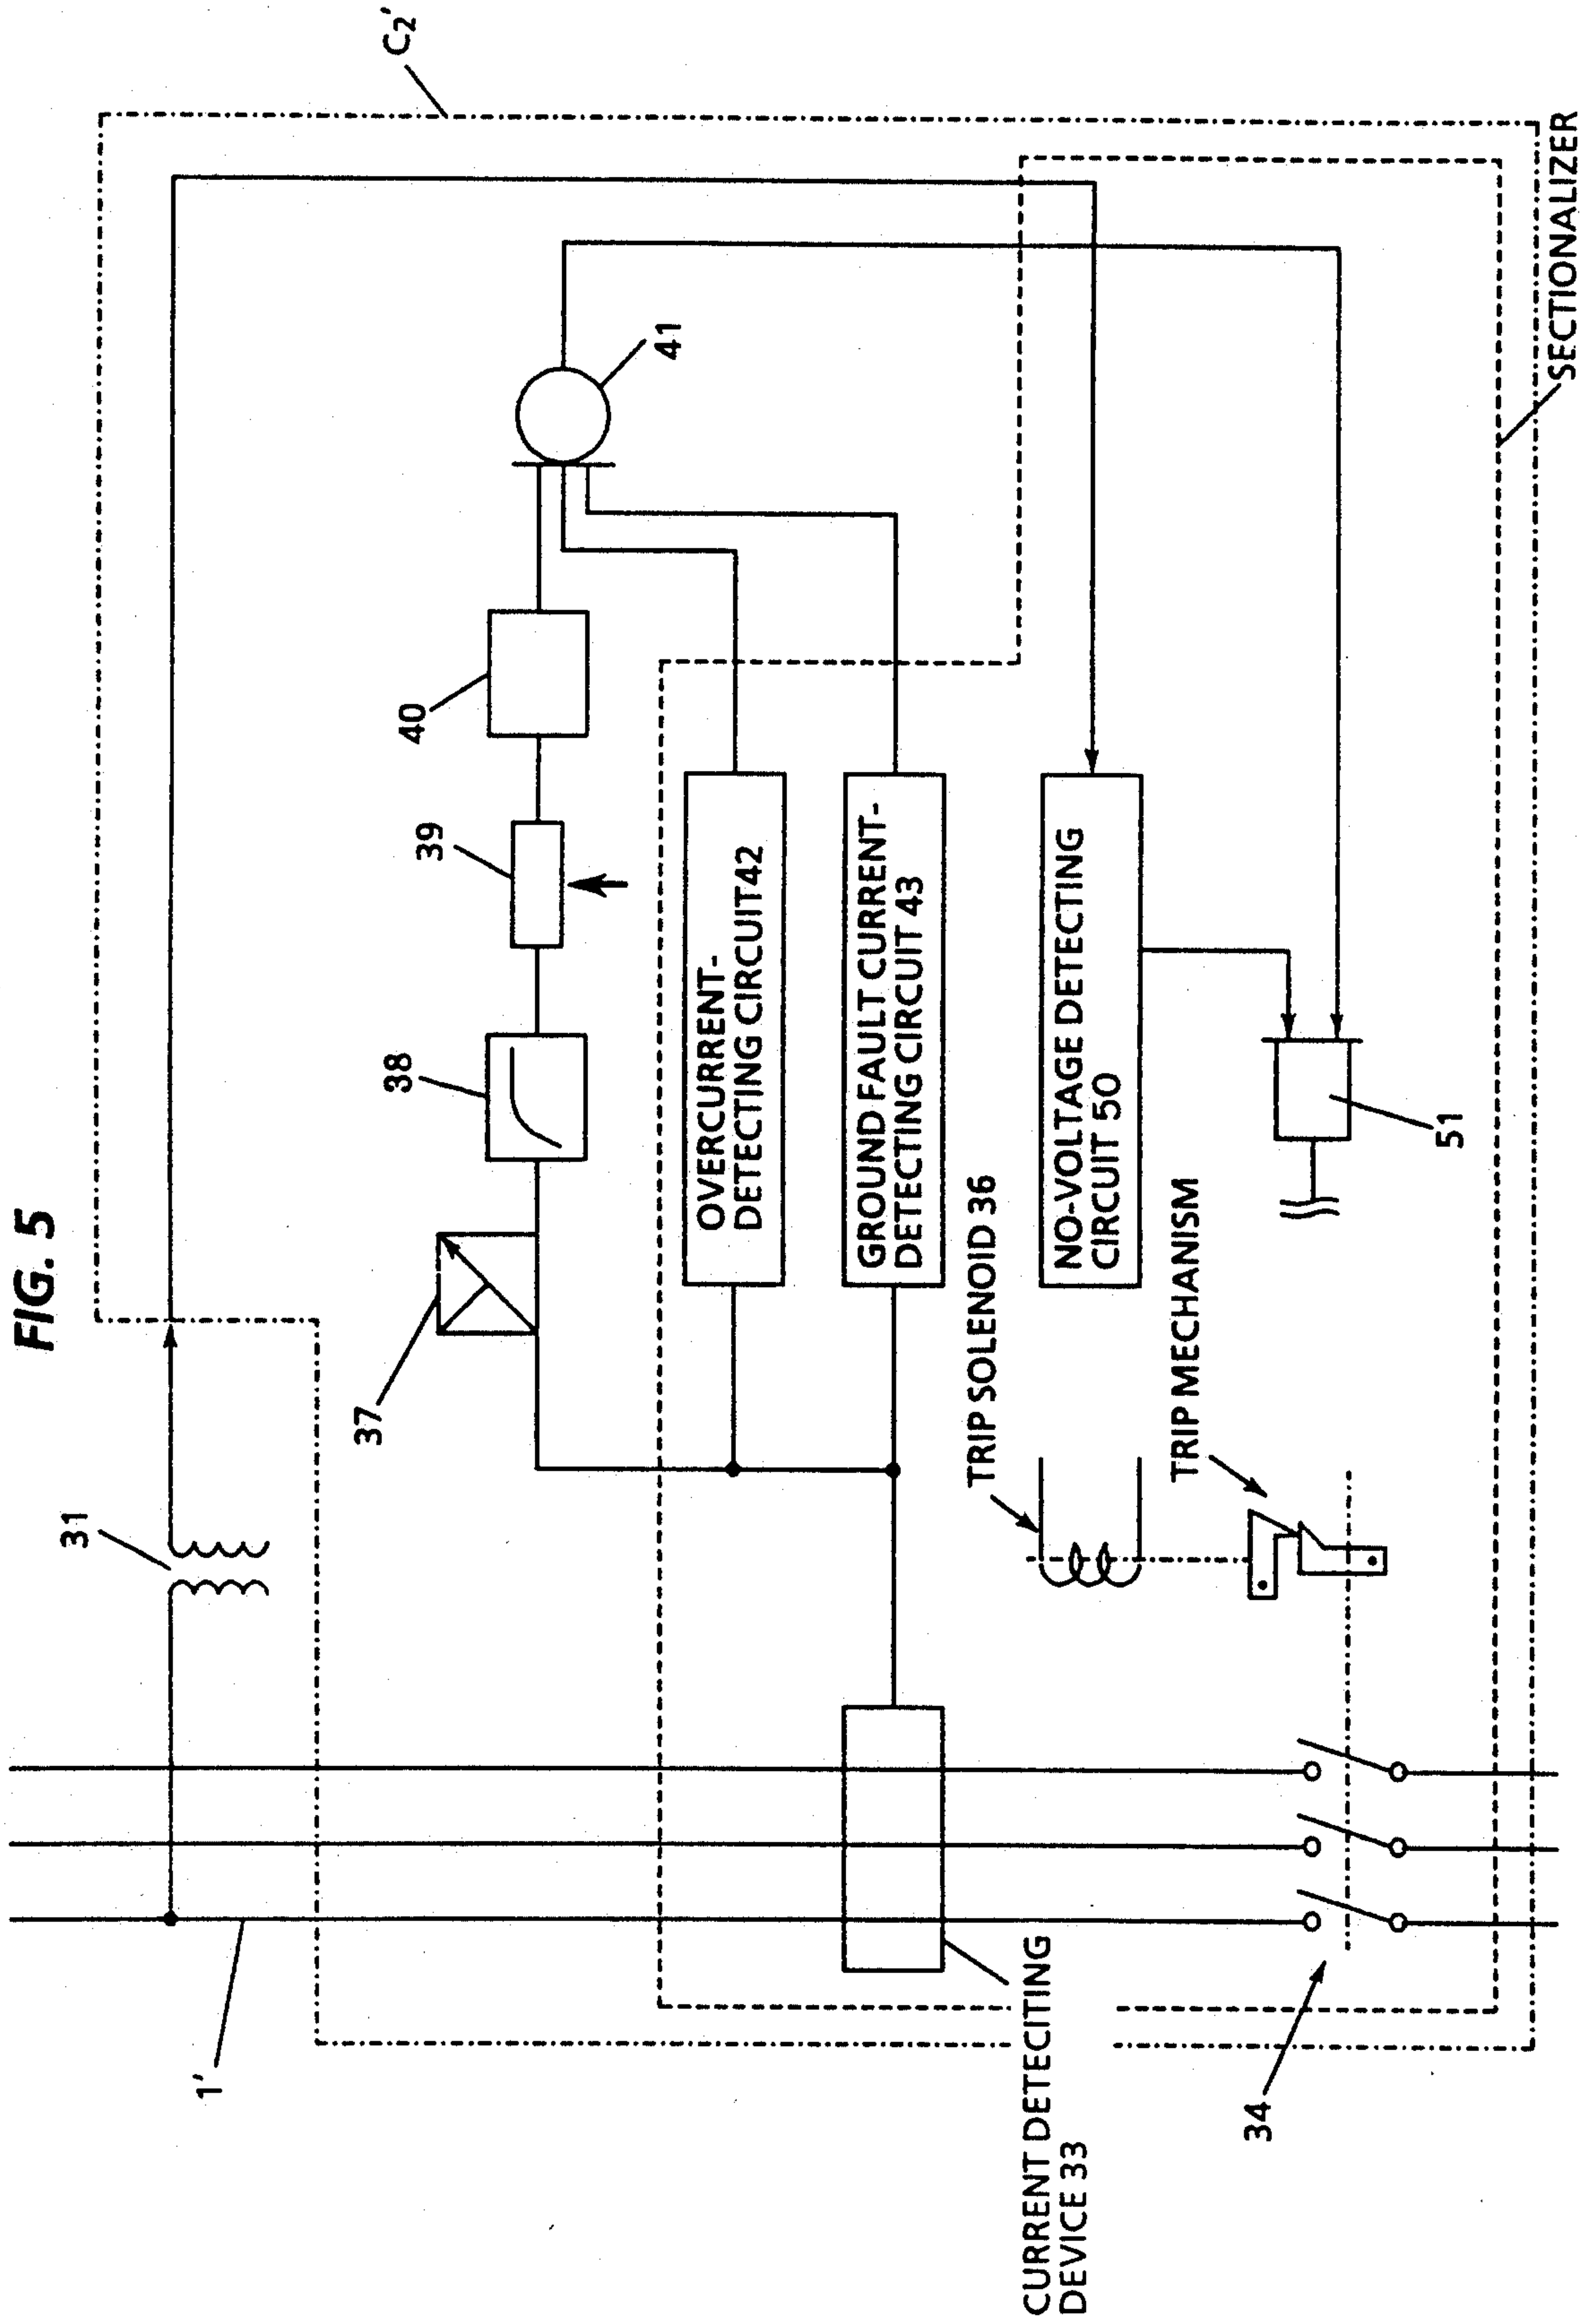 FIG. 5
C₂'
31
1'
37
38
39
40
41
OVERCURRENT-
DETECTING CIRCUIT42
GROUND FAULT CURRENT-
DETECTING CIRCUIT 43
NO-VOLTAGE DETECTING
CIRCUIT 50
TRIP SOLENOID 36
TRIP MECHANISM
51
CURRENT DETECITING
DEVICE 33
34
SECTIONALIZER